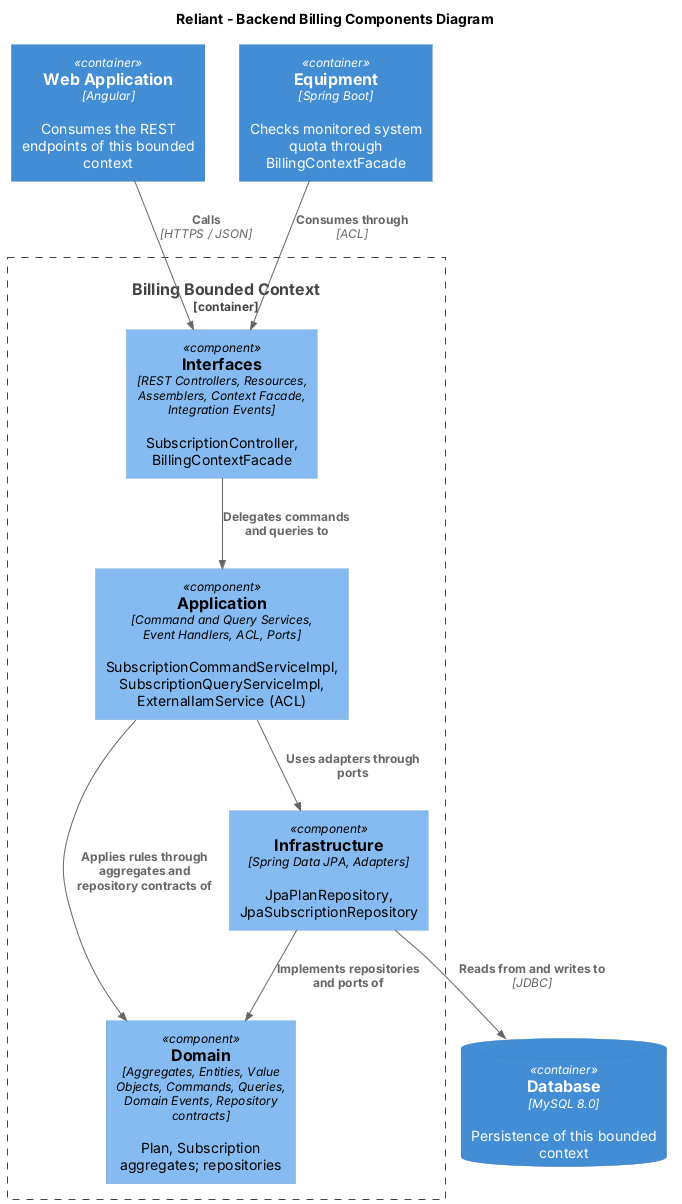 Reliant - Backend Billing Components Diagram
«container»
Web Application
[Angular]
Consumes the REST
endpoints of this bounded
context
«container»
Equipment
[Spring Boot]
Checks monitored system
quota through
BillingContextFacade
Calls
[HTTPS / JSON]
Consumes through
[ACL]
Billing Bounded Context
[container]
«component»
Interfaces
[REST Controllers, Resources,
Assemblers, Context Facade,
Integration Events]
SubscriptionController,
BillingContextFacade
Delegates commands
and queries to
«component»
Application
[Command and Query Services,
Event Handlers, ACL, Ports]
SubscriptionCommandServiceImpl,
SubscriptionQueryServiceImpl,
ExternalIamService (ACL)
Uses adapters through
ports
Applies rules through
aggregates and
repository contracts of
«component»
Infrastructure
[Spring Data JPA, Adapters]
JpaPlanRepository,
JpaSubscriptionRepository
Implements repositories
and ports of
Reads from and writes to
[JDBC]
«component»
Domain
[Aggregates, Entities, Value
Objects, Commands, Queries,
Domain Events, Repository
contracts]
Plan, Subscription
aggregates; repositories
«container»
Database
[MySQL 8.0]
Persistence of this bounded
context